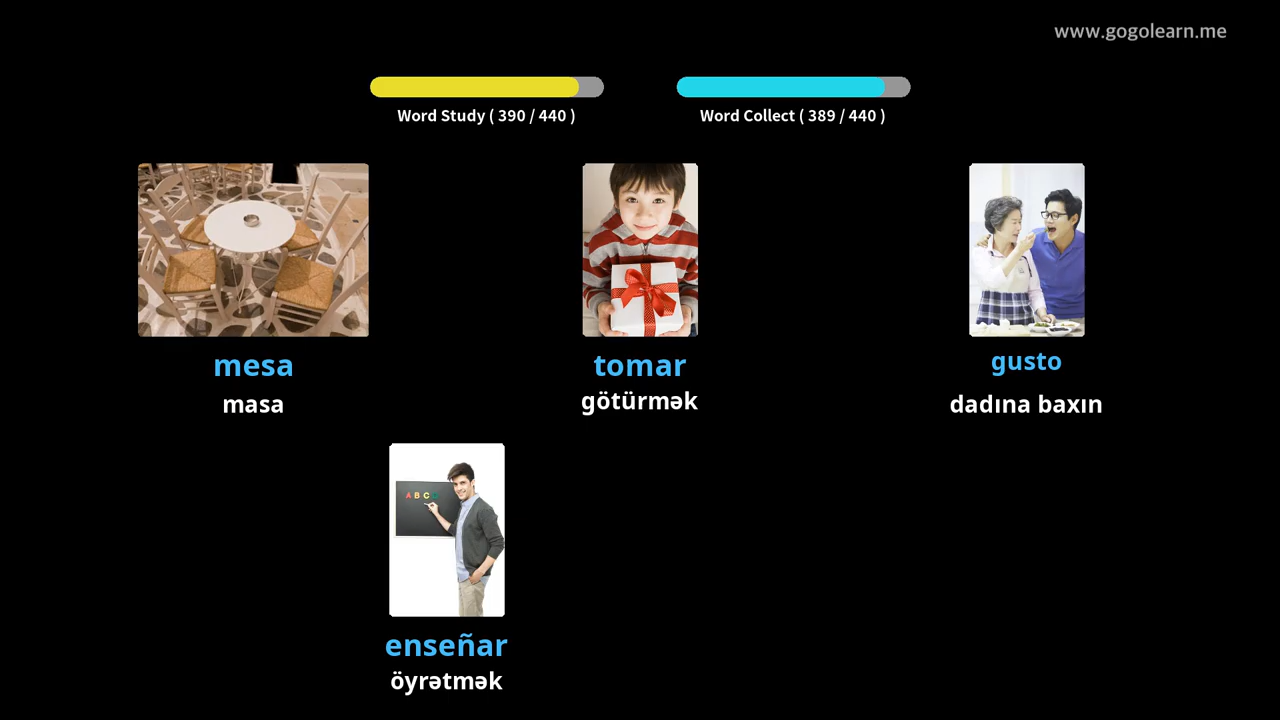 www.gogolearn.me
Word Study ( 390 / 440 )
Word Collect ( 389 / 440 )
mesa
masa
tomar
götürmək
gusto
dadına baxın
A B C
enseñar
öyrətmək